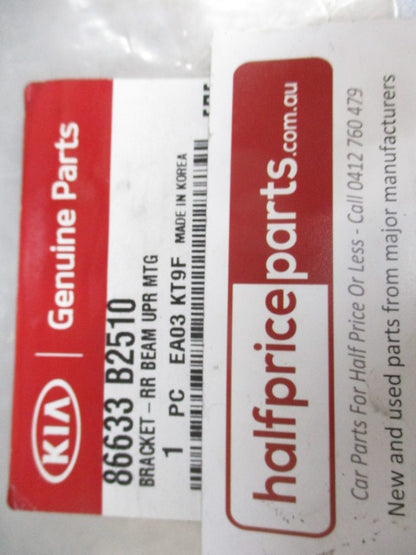 KIA
Genuine Parts
86633 B2510
BRACKET-RR BEAM UPR MTG
1 PC EA03 KT9F MADE IN KOREA
halfpriceparts.com.au
Car Parts For Half Price Or Less - Call 0412 760 479
New and used parts from major manufacturers